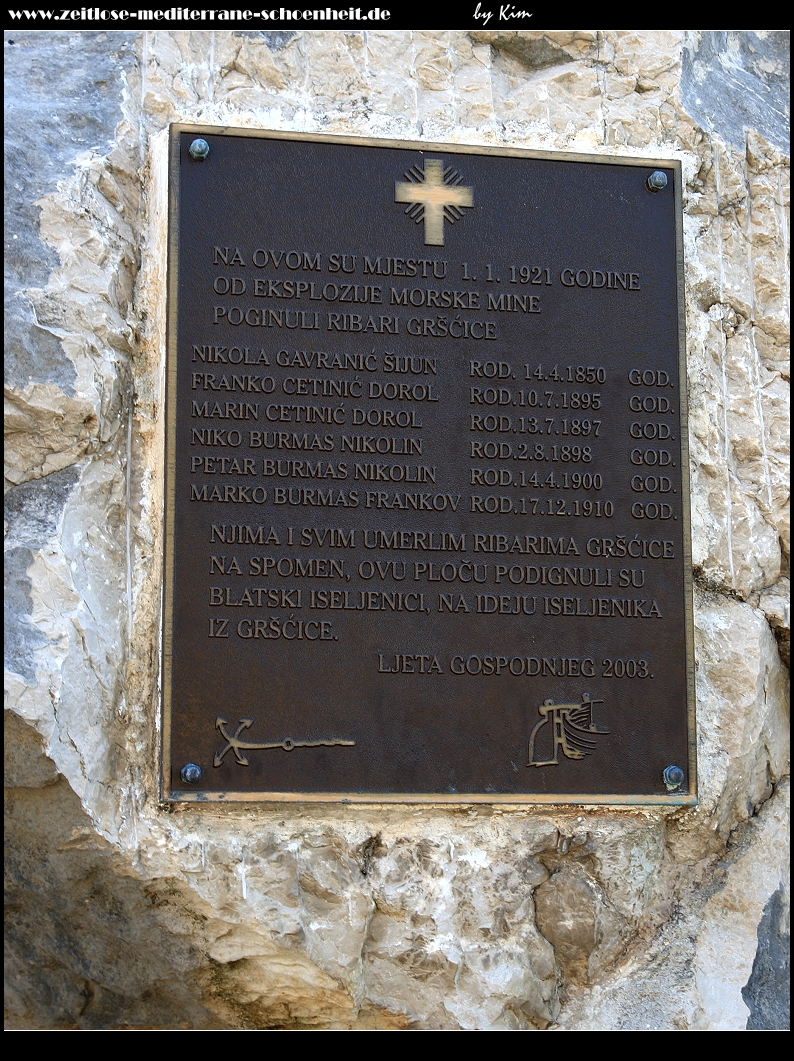 www.zeitlose-mediterrane-schoenheit.de by Kim
NA OVOM SU MJESTU 1. 1. 1921 GODINE
OD EKSPLOZIJE MORSKE MINE
POGINULI RIBARI GRŠĆICE
NIKOLA GAVRANIĆ ŠIJUN ROD. 14.4.1850 GOD.
FRANKO CETINIĆ DOROL ROD.10.7.1895 GOD.
MARIN CETINIĆ DOROL ROD.13.7.1897 GOD.
NIKO BURMAS NIKOLIN ROD.2.8.1898 GOD.
PETAR BURMAS NIKOLIN ROD.14.4.1900 GOD.
MARKO BURMAS FRANKOV ROD.17.12.1910 GOD.
NJIMA I SVIM UMERLIM RIBARIMA GRŠĆICE
NA SPOMEN, OVU PLOČU PODIGNULI SU
BLATSKI ISELJENICI, NA IDEJU ISELJENIKA
IZ GRŠĆICE.
LJETA GOSPODNJEG 2003.